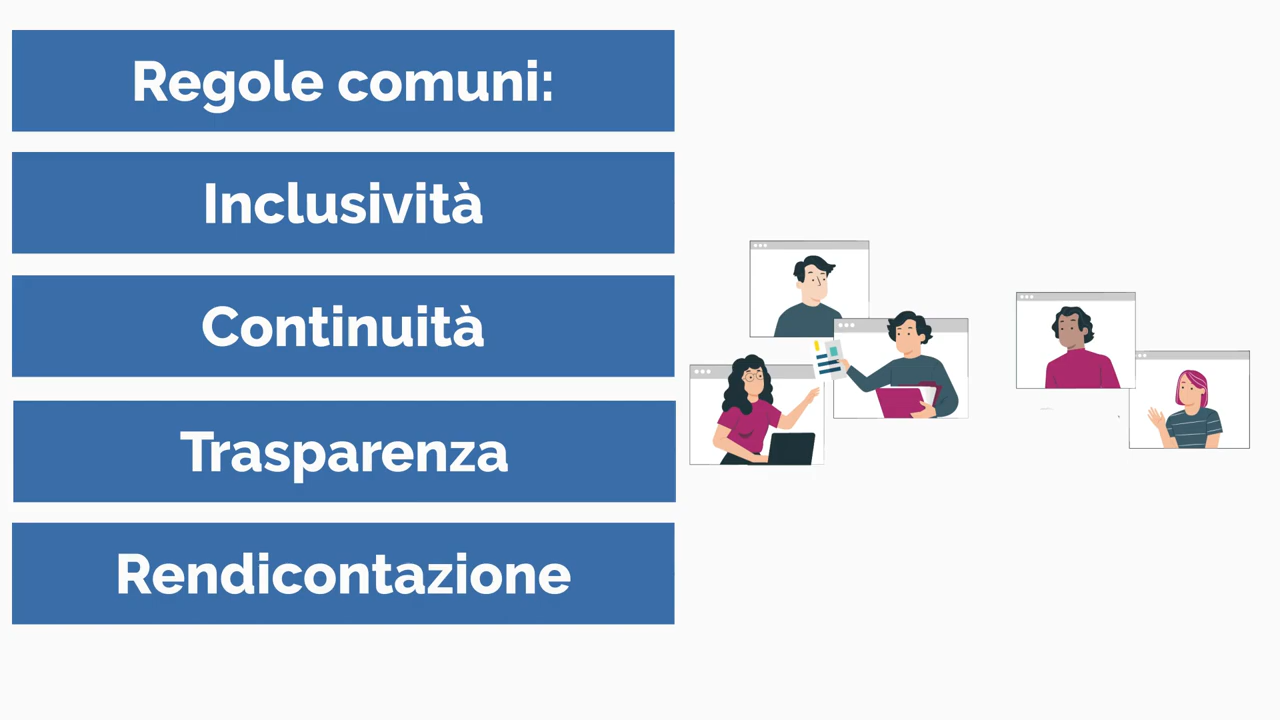 Regole comuni:
Inclusività
Continuità
Trasparenza
Rendicontazione